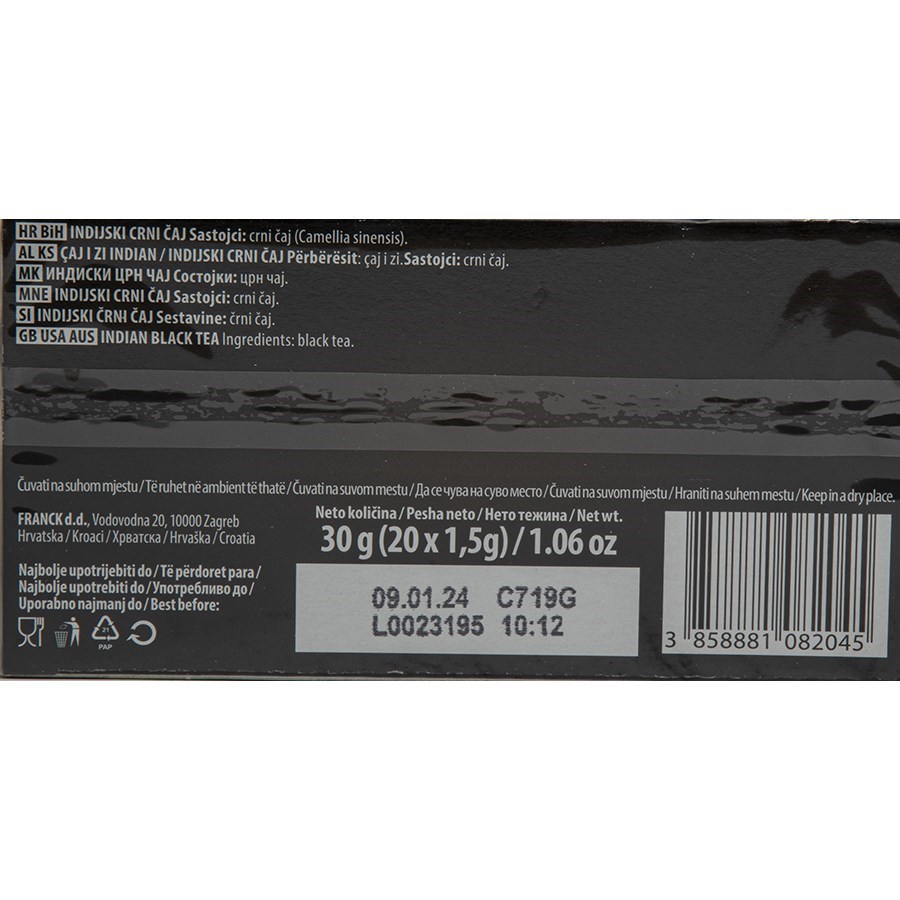 HR BiH INDIJSKI CRNI ČAJ Sastojci: crni čaj (Camellia sinensis).
AL KS ÇAJ I ZI INDIAN / INDIJSKI CRNI ČAJ Përbërësit: çaj i zi. Sastojci: crni čaj.
MK ИНДИСКИ ЦРН ЧАЈ Состојки: црн чај.
MNE INDIJSKI CRNI ČAJ Sastojci: crni čaj.
SI INDIJSKI ČRNI ČAJ Sestavine: črni čaj.
GB USA AUS INDIAN BLACK TEA Ingredients: black tea.
Čuvati na suhom mjestu / Të ruhet në ambient të thatë / Čuvati na suvom mestu / Да се чува на суво место / Čuvati na suvom mjestu / Hraniti na suhem mestu / Keep in a dry place.
FRANCK d.d., Vodovodna 20, 10000 Zagreb
Hrvatska / Kroaci / Хрватска / Hrvaška / Croatia
Najbolje upotrijebiti do / Të përdoret para /
Najbolje upotrebiti do / Употребливо до /
Uporabno najmanj do / Best before:
21
PAP
Neto količina / Pesha neto / Нето тежина / Net wt.
30 g (20 x 1,5g) / 1.06 oz
09.01.24 C719G
L0023195 10:12
3 858881 082045